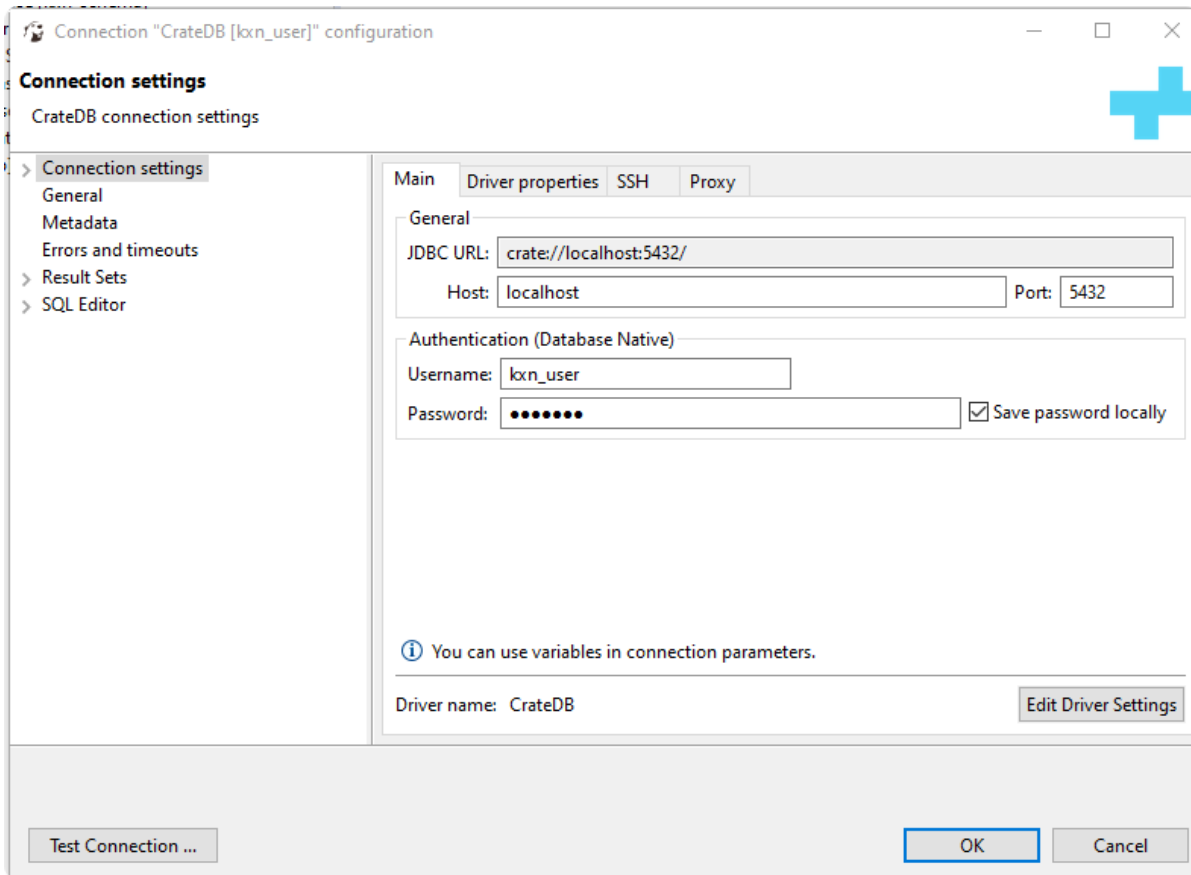 Connection "CrateDB [kxn_user]" configuration
Connection settings
CrateDB connection settings
Connection settings
General
Metadata
Errors and timeouts
Result Sets
SQL Editor
Main Driver properties SSH Proxy
General
JDBC URL: crate://localhost:5432/
Host: localhost Port: 5432
Authentication (Database Native)
Username: kxn_user
Password: ●●●●●●● Save password locally
You can use variables in connection parameters.
Driver name: CrateDB Edit Driver Settings
Test Connection ... OK Cancel